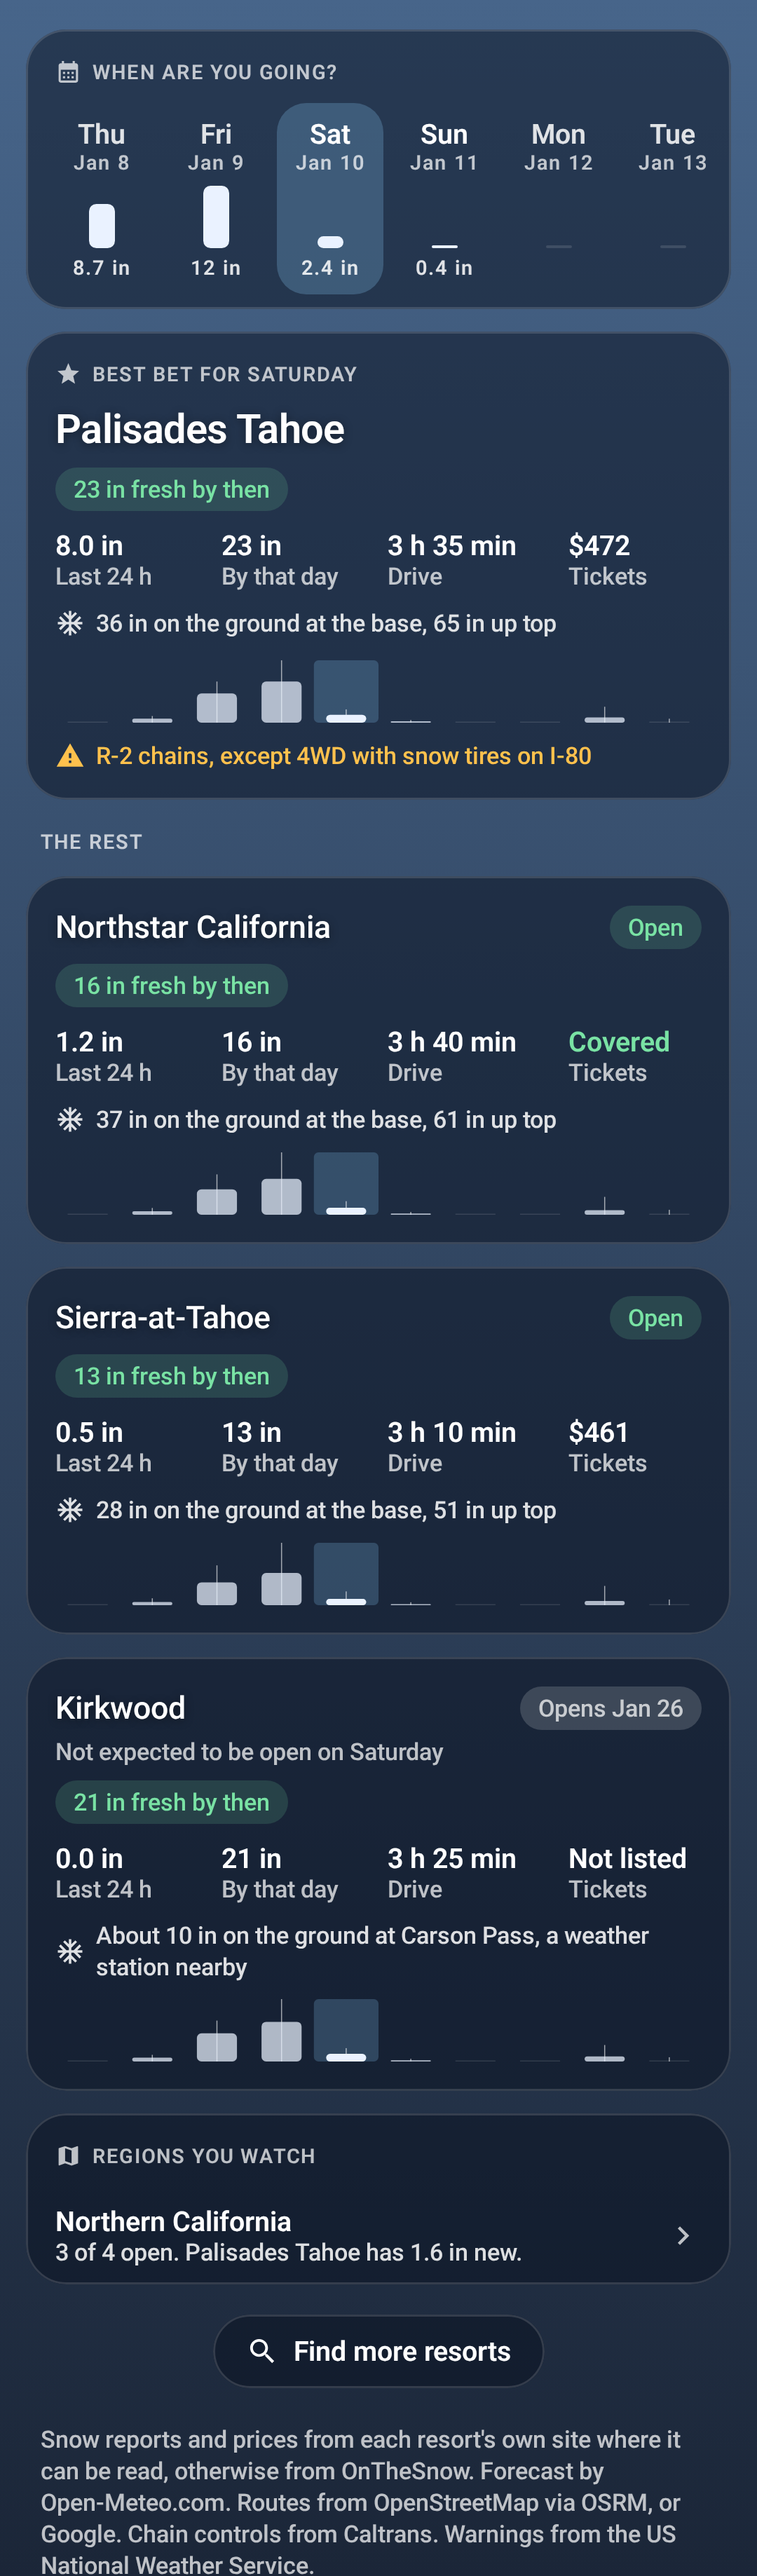 WHEN ARE YOU GOING?
Thu Fri Sat Sun Mon Tue
Jan 8 Jan 9 Jan 10 Jan 11 Jan 12 Jan 13
8.7 in 12 in 2.4 in 0.4 in
BEST BET FOR SATURDAY
Palisades Tahoe
23 in fresh by then
8.0 in 23 in 3 h 35 min $472
Last 24 h By that day Drive Tickets
36 in on the ground at the base, 65 in up top
R-2 chains, except 4WD with snow tires on I-80
THE REST
Northstar California Open
16 in fresh by then
1.2 in 16 in 3 h 40 min Covered
Last 24 h By that day Drive Tickets
37 in on the ground at the base, 61 in up top
Sierra-at-Tahoe Open
13 in fresh by then
0.5 in 13 in 3 h 10 min $461
Last 24 h By that day Drive Tickets
28 in on the ground at the base, 51 in up top
Kirkwood Opens Jan 26
Not expected to be open on Saturday
21 in fresh by then
0.0 in 21 in 3 h 25 min Not listed
Last 24 h By that day Drive Tickets
About 10 in on the ground at Carson Pass, a weather
station nearby
REGIONS YOU WATCH
Northern California
3 of 4 open. Palisades Tahoe has 1.6 in new.
Find more resorts
Snow reports and prices from each resort's own site where it
can be read, otherwise from OnTheSnow. Forecast by
Open-Meteo.com. Routes from OpenStreetMap via OSRM, or
Google. Chain controls from Caltrans. Warnings from the US
National Weather Service.